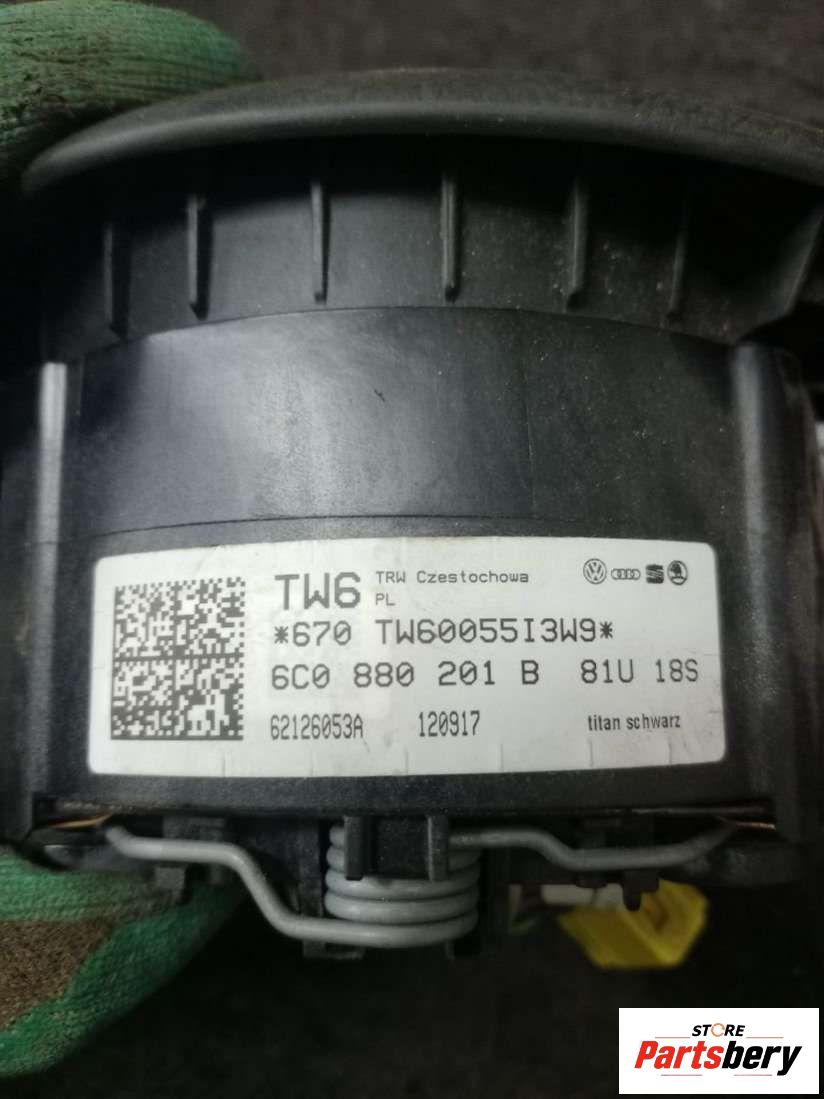 TW6 TRW Czestochowa
PL
*670 TW60055I3W9*
6C0 880 201 B 81U 18S
62126053A 120917 titan schwarz
STORE
Partsbery